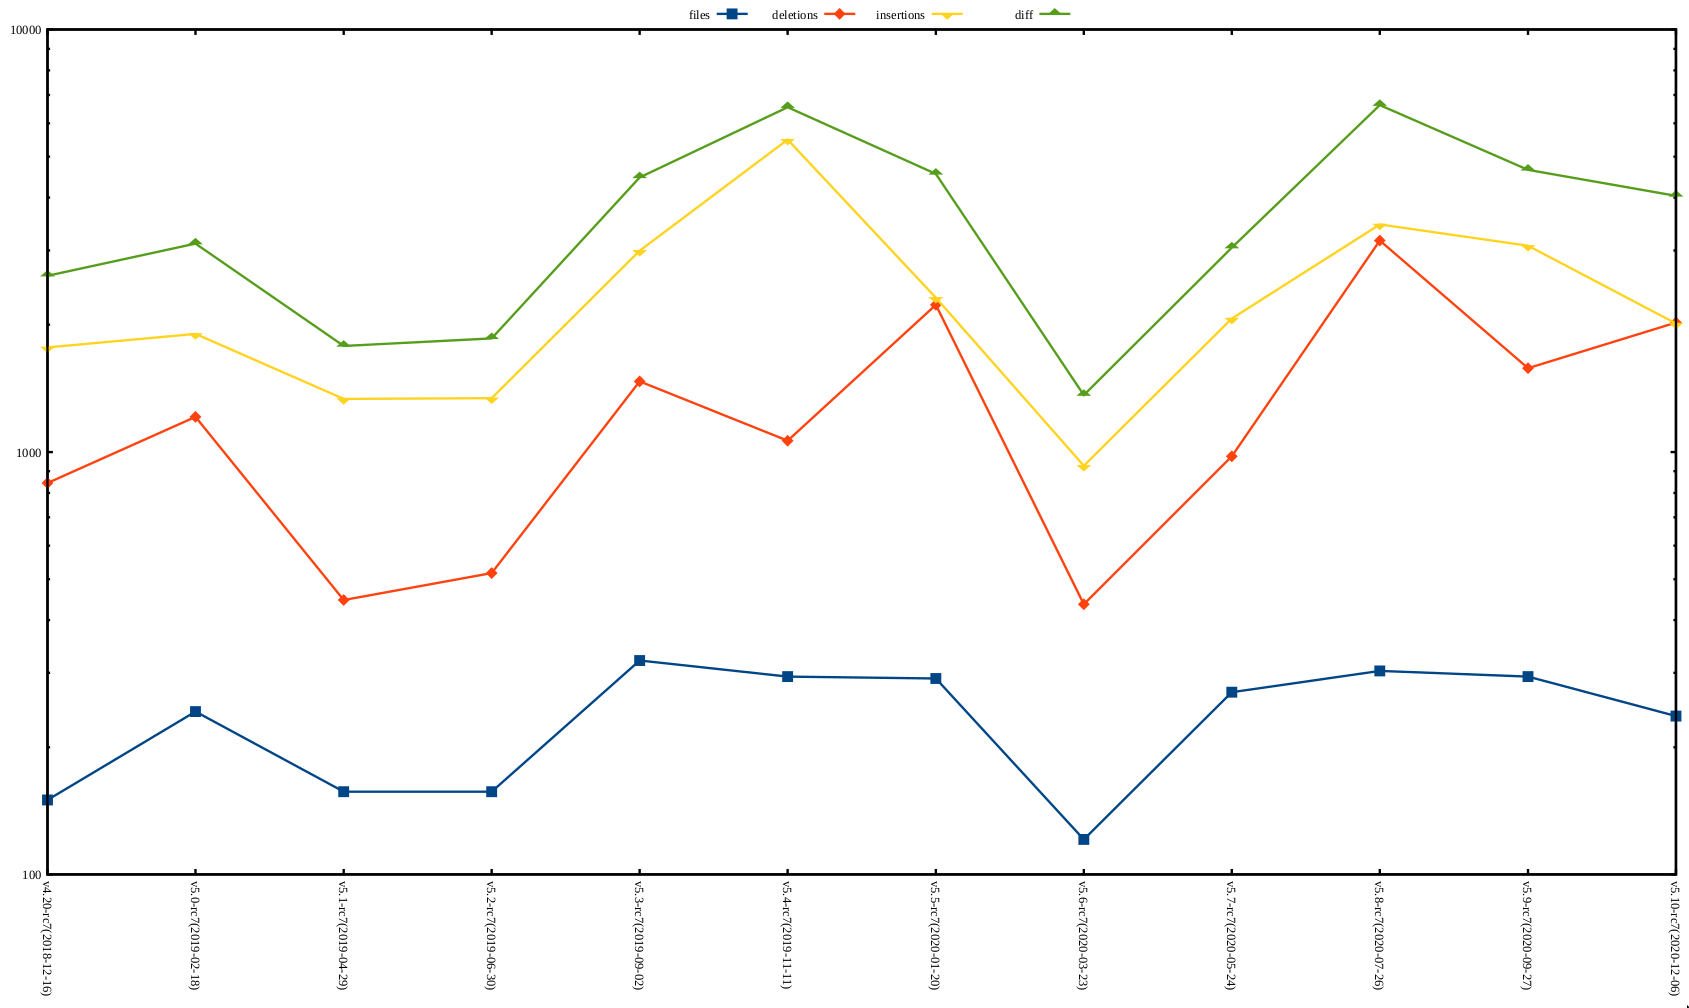 files
deletions
insertions
diff
10000
1000
100
v4.20-rc7(2018-12-16)
v5.0-rc7(2019-02-18)
v5.1-rc7(2019-04-29)
v5.2-rc7(2019-06-30)
v5.3-rc7(2019-09-02)
v5.4-rc7(2019-11-11)
v5.5-rc7(2020-01-20)
v5.6-rc7(2020-03-23)
v5.7-rc7(2020-05-24)
v5.8-rc7(2020-07-26)
v5.9-rc7(2020-09-27)
v5.10-rc7(2020-12-06)